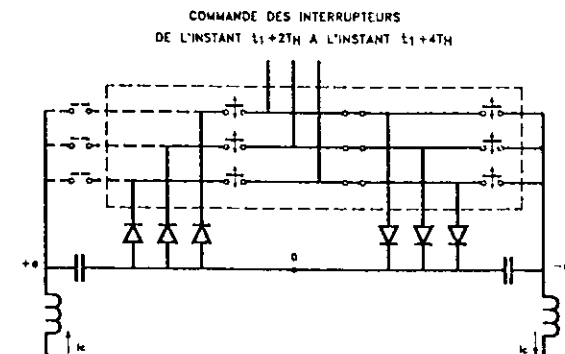 COMMANDE DES INTERRUPTEURS
DE L'INSTANT t1+2TH A L'INSTANT t1+4TH
+e
0
Ic
Ic